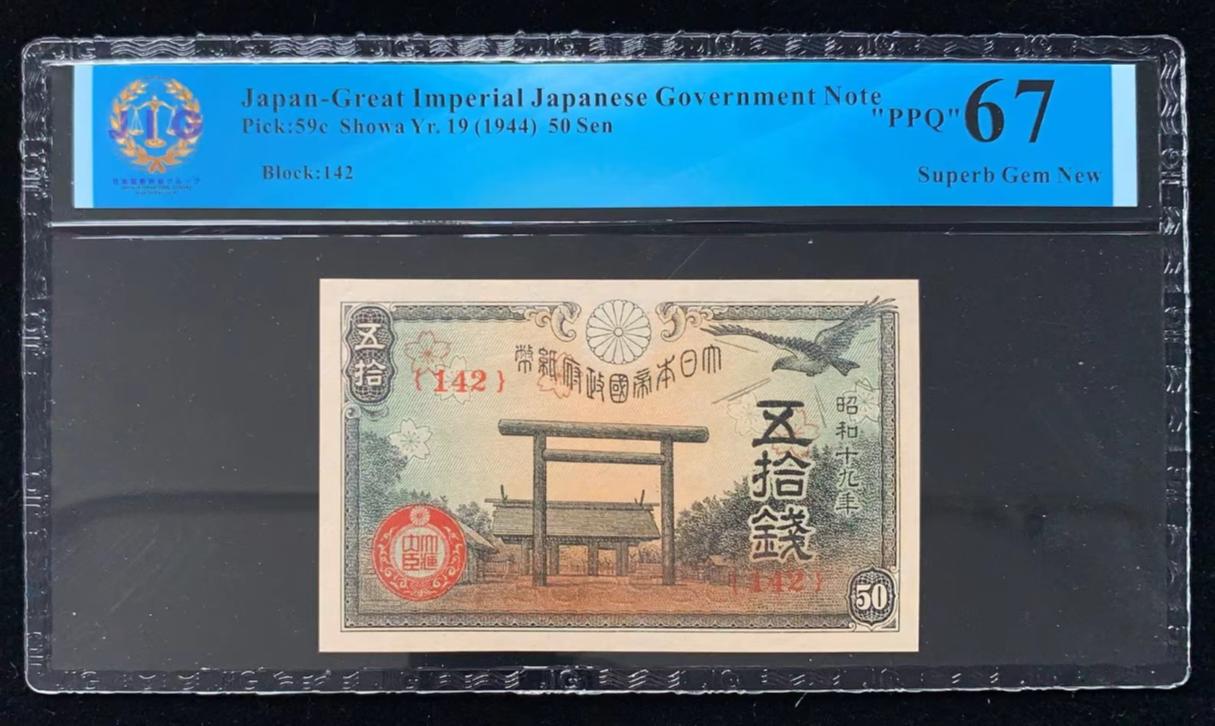 Japan-Great Imperial Japanese Government Note
Pick:59c Showa Yr. 19 (1944) 50 Sen
"PPQ" 67
Block:142
Superb Gem New
JIG
五拾
{142}
大日本帝國政府紙幣
昭和十九年
五拾錢
{142}
50